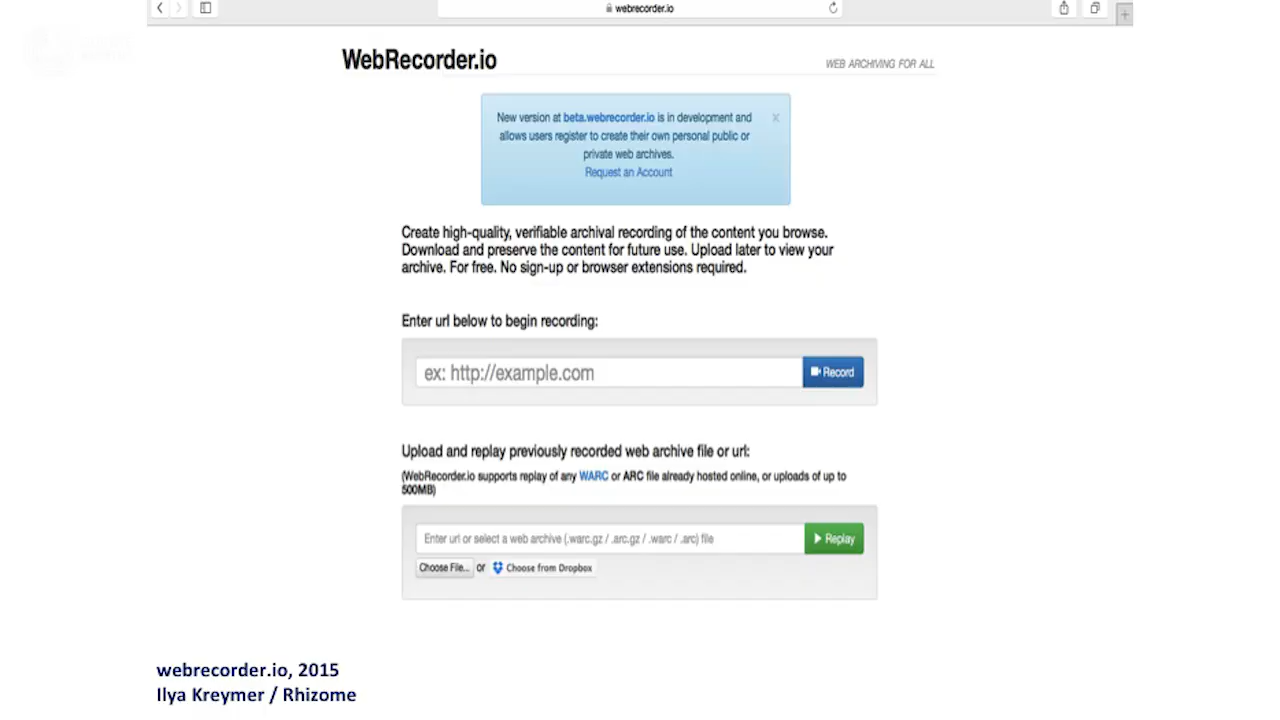 webrecorder.io
WebRecorder.io
WEB ARCHIVING FOR ALL
New version at beta.webrecorder.io is in development and
allows users register to create their own personal public or
private web archives.
Request an Account
x
Create high-quality, verifiable archival recording of the content you browse.
Download and preserve the content for future use. Upload later to view your
archive. For free. No sign-up or browser extensions required.
Enter url below to begin recording:
ex: http://example.com
Record
Upload and replay previously recorded web archive file or url:
(WebRecorder.io supports replay of any WARC or ARC file already hosted online, or uploads of up to
500MB)
Enter url or select a web archive (.warc.gz / .arc.gz / .warc / .arc) file
Replay
Choose File... or Choose from Dropbox
webrecorder.io, 2015
Ilya Kreymer / Rhizome